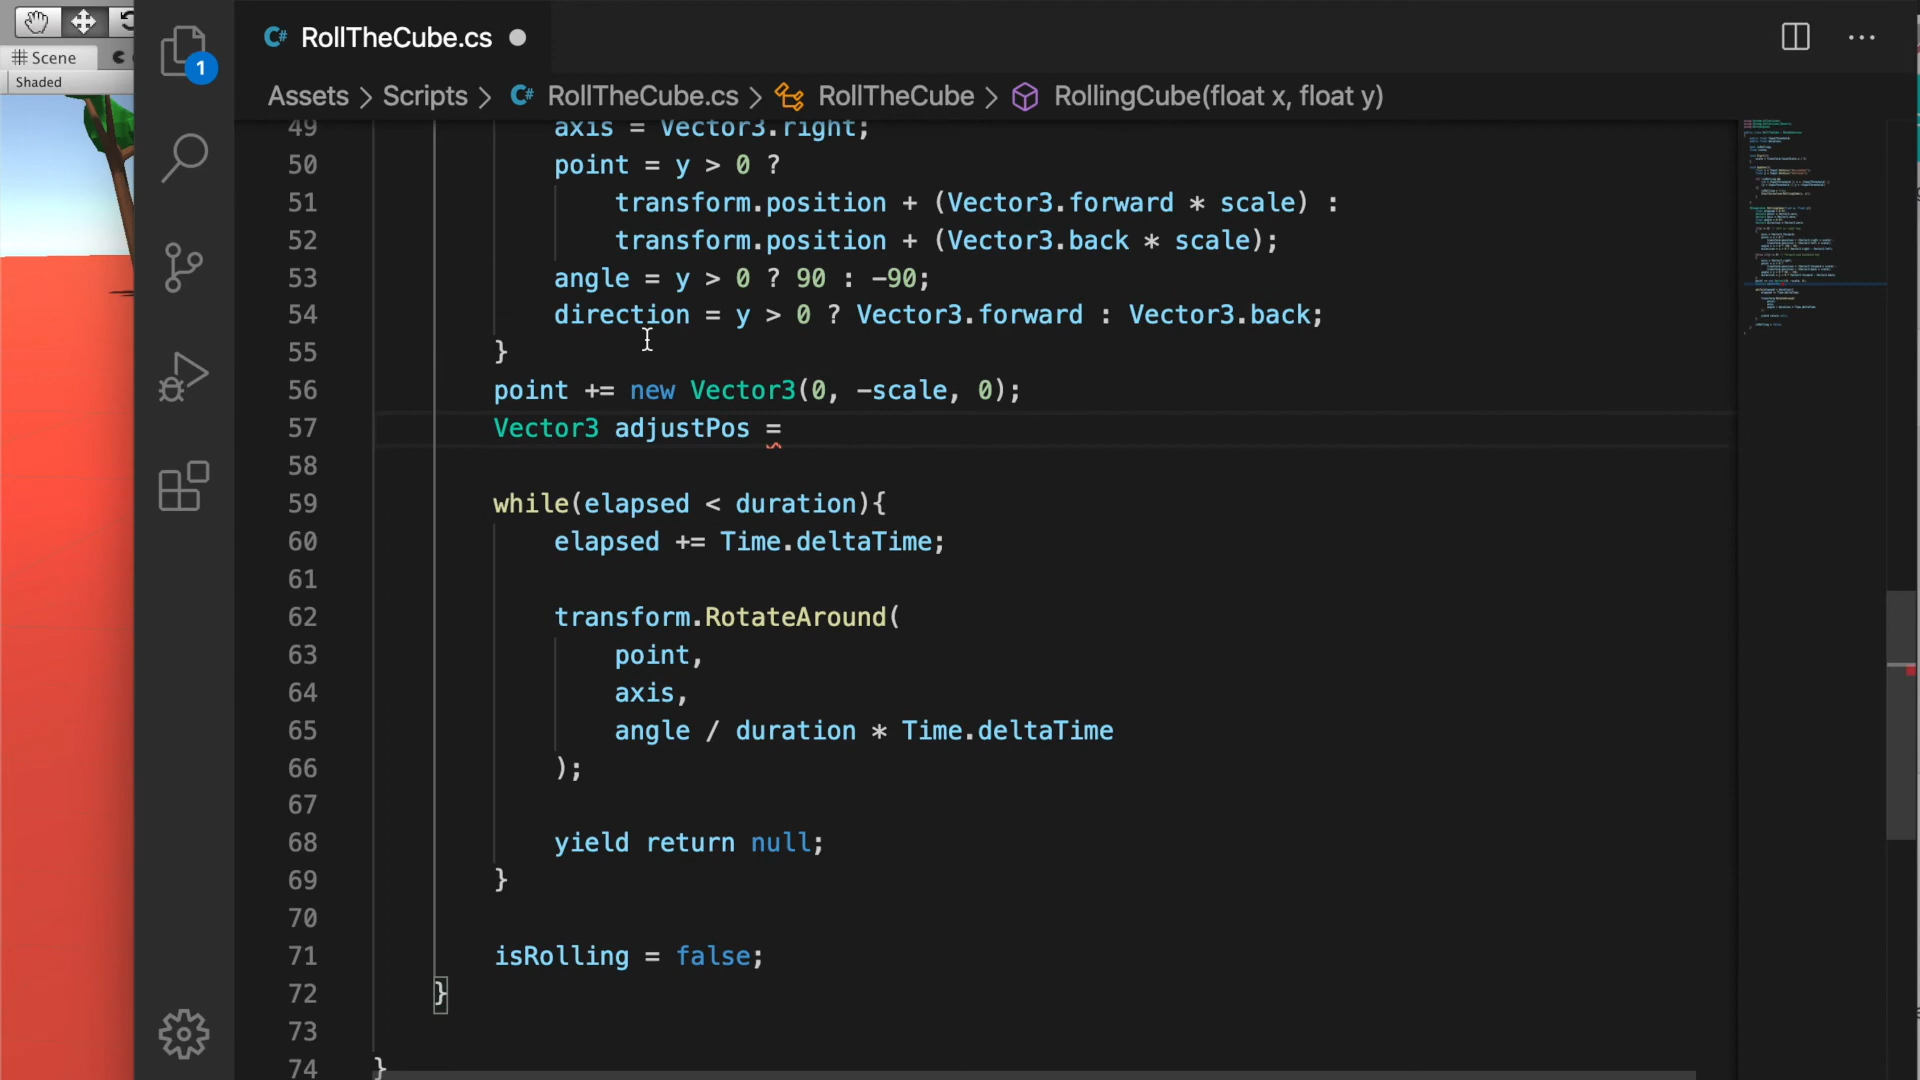 Scene
Shaded
1
RollTheCube.cs
Assets > Scripts > RollTheCube.cs > RollTheCube > RollingCube(float x, float y)
49 axis = Vector3.right;
50 point = y > 0 ?
51 transform.position + (Vector3.forward * scale) :
52 transform.position + (Vector3.back * scale);
53 angle = y > 0 ? 90 : -90;
54 direction = y > 0 ? Vector3.forward : Vector3.back;
55 }
56 point += new Vector3(0, -scale, 0);
57 Vector3 adjustPos =
58
59 while(elapsed < duration){
60 elapsed += Time.deltaTime;
61
62 transform.RotateAround(
63 point,
64 axis,
65 angle / duration * Time.deltaTime
66 );
67
68 yield return null;
69 }
70
71 isRolling = false;
72 }
73
74 }